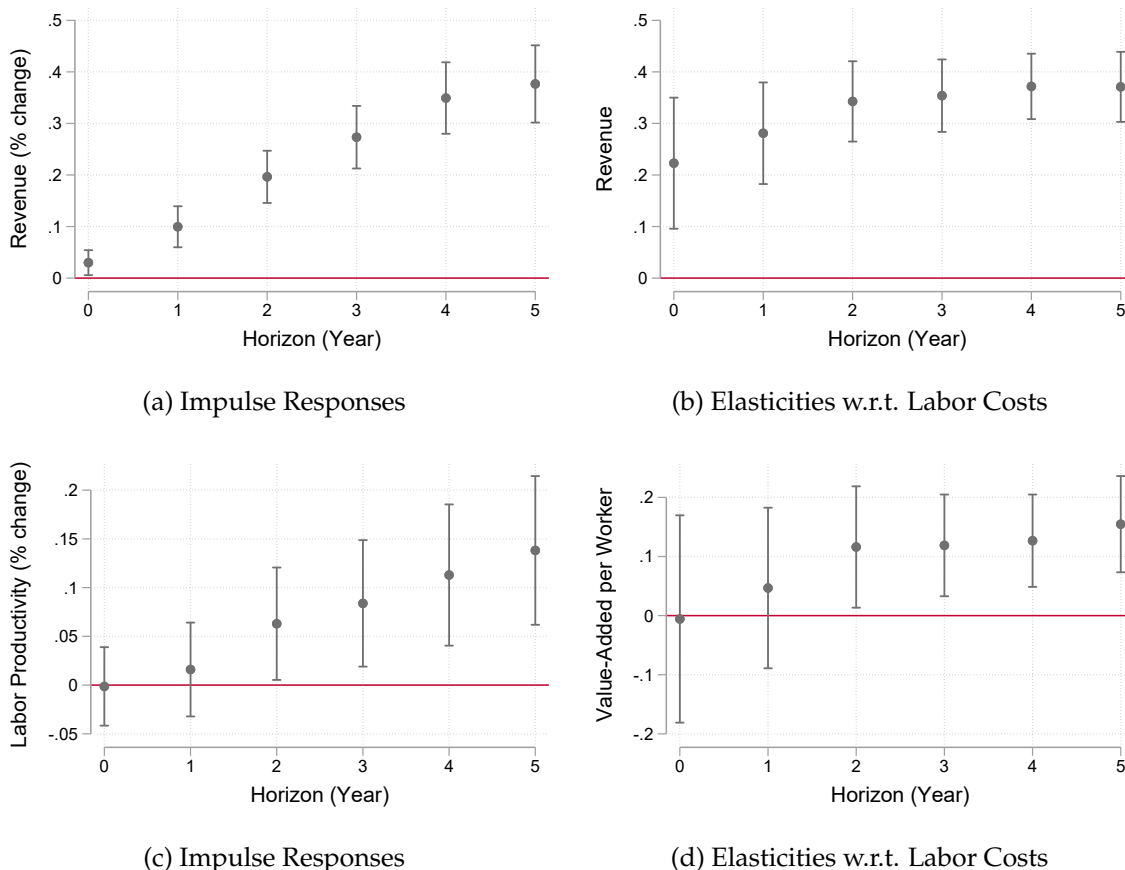 Revenue (% change)
.5
.4
.3
.2
.1
0
0 1 2 3 4 5
Horizon (Year)
(a) Impulse Responses
Revenue
.5
.4
.3
.2
.1
0
0 1 2 3 4 5
Horizon (Year)
(b) Elasticities w.r.t. Labor Costs
Labor Productivity (% change)
.2
.15
.1
.05
0
-.05
0 1 2 3 4 5
Horizon (Year)
(c) Impulse Responses
Value-Added per Worker
.2
.1
0
-.1
-.2
0 1 2 3 4 5
Horizon (Year)
(d) Elasticities w.r.t. Labor Costs